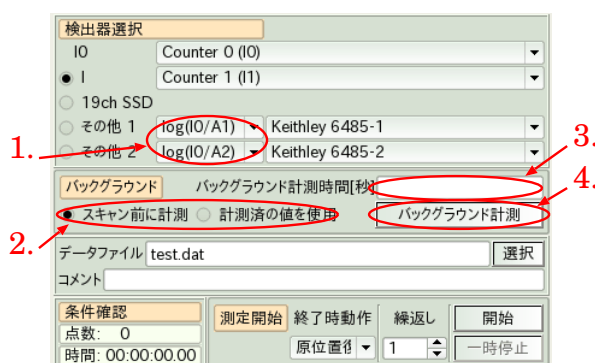 検出器選択
I0 Counter 0 (I0)
I Counter 1 (I1)
19ch SSD
その他 1 log(I0/A1) Keithley 6485-1
1. その他 2 log(I0/A2) Keithley 6485-2
3.
バックグラウンド バックグラウンド計測時間[秒] 4.
スキャン前に計測 計測済の値を使用 バックグラウンド計測
2.
データファイル test.dat 選択
コメント
条件確認 測定開始 終了時動作 繰返し 開始
点数: 0
時間: 00:00:00.00 原位置復 1 一時停止